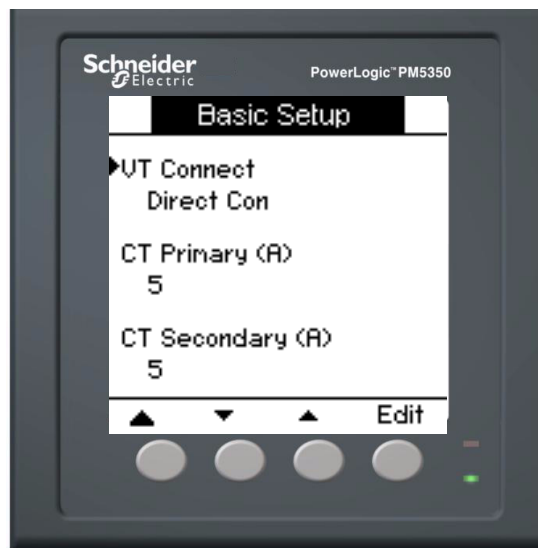 Schneider
Electric
PowerLogic™ PM5350
Basic Setup
VT Connect
Direct Con
CT Primary (A)
5
CT Secondary (A)
5
Edit